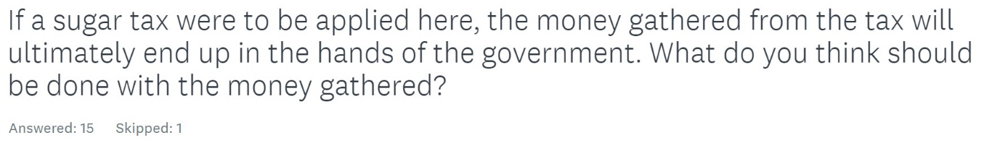 If a sugar tax were to be applied here, the money gathered from the tax will
ultimately end up in the hands of the government. What do you think should
be done with the money gathered?
Answered: 15 Skipped: 1